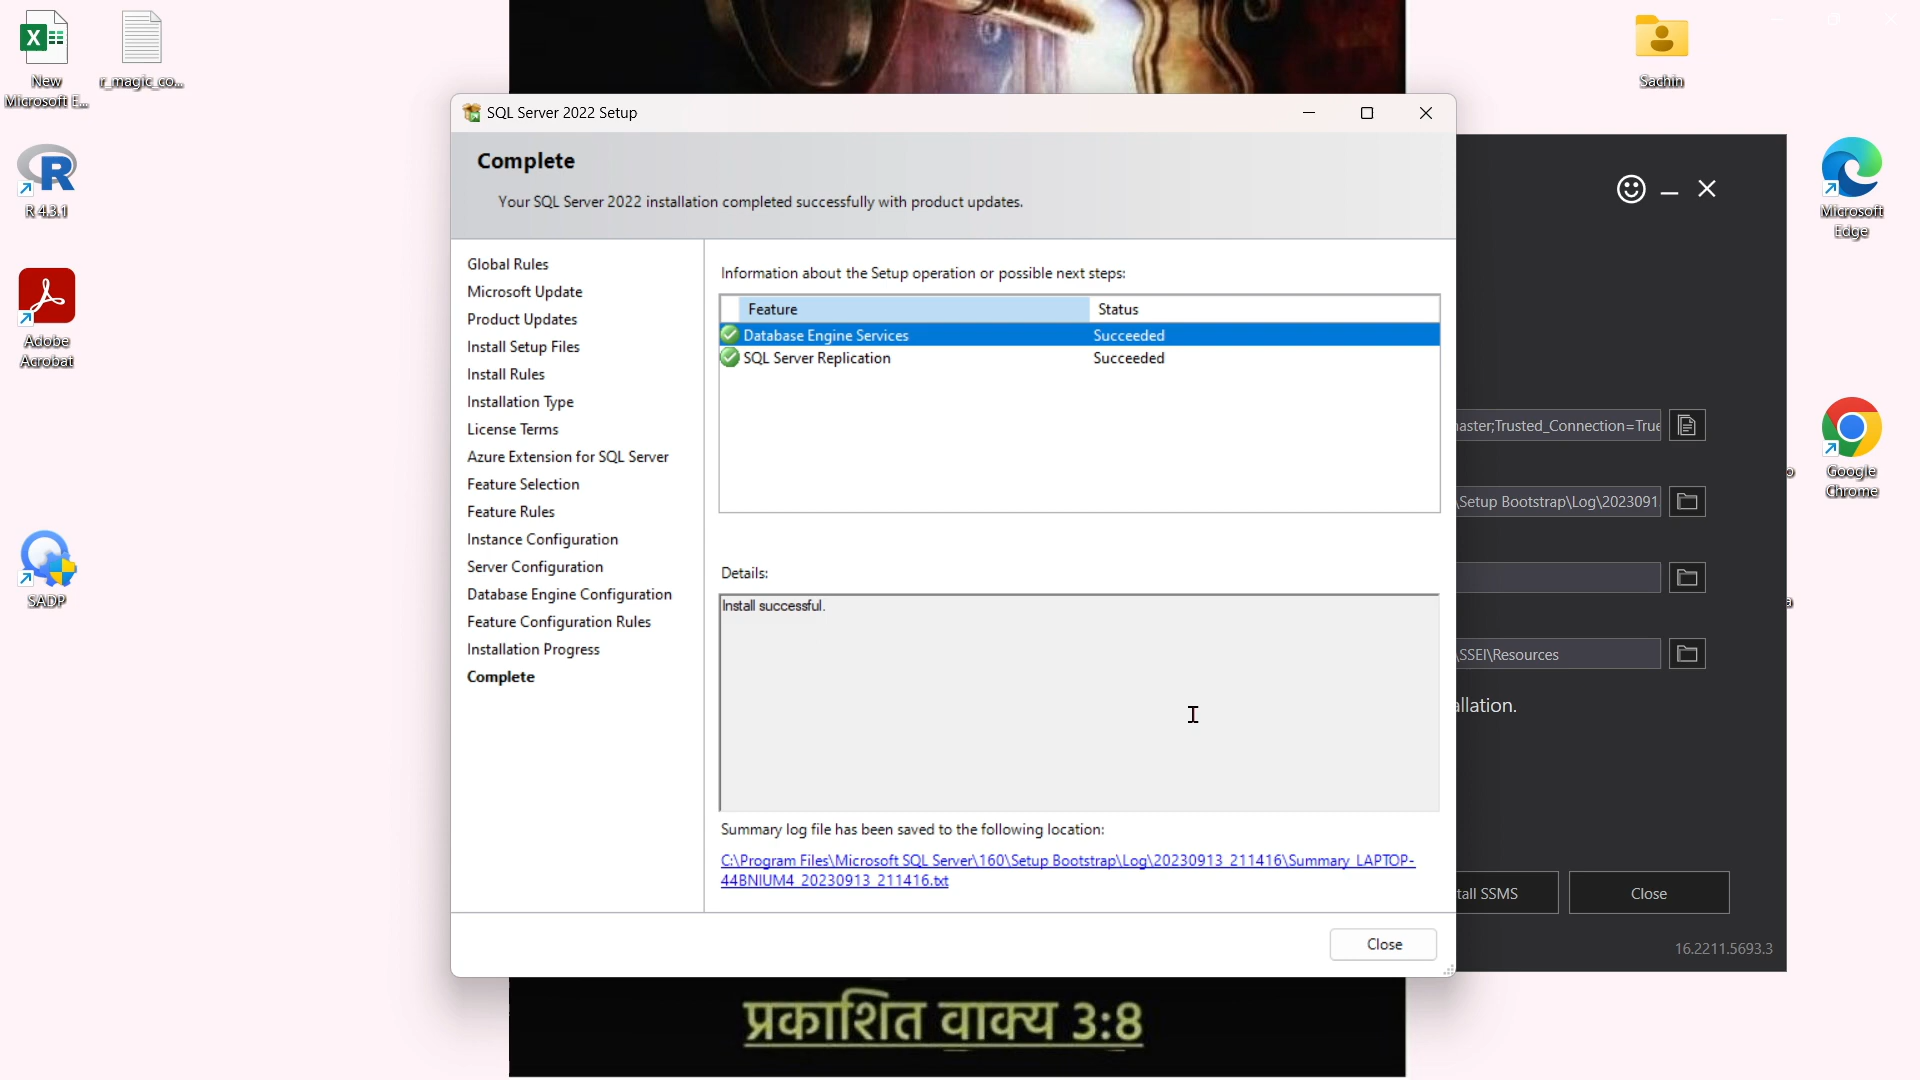 New
Microsoft E...
r_magic_co...
R 4.3.1
Adobe
Acrobat
SADP
SQL Server 2022 Setup
Complete
Your SQL Server 2022 installation completed successfully with product updates.
Global Rules
Microsoft Update
Product Updates
Install Setup Files
Install Rules
Installation Type
License Terms
Azure Extension for SQL Server
Feature Selection
Feature Rules
Instance Configuration
Server Configuration
Database Engine Configuration
Feature Configuration Rules
Installation Progress
Complete
Information about the Setup operation or possible next steps:
Feature Status
Database Engine Services Succeeded
SQL Server Replication Succeeded
Details:
Install successful.
Summary log file has been saved to the following location:
C:\Program Files\Microsoft SQL Server\160\Setup Bootstrap\Log\20230913_211416\Summary_LAPTOP-
44BNIUM4_20230913_211416.txt
Close
aster;Trusted_Connection=True
\Setup Bootstrap\Log\2023091
\SSEI\Resources
allation.
tall SSMS
Close
16.2211.5693.3
Sachin
Microsoft
Edge
Google
Chrome
प्रकाशित वाक्य 3:8